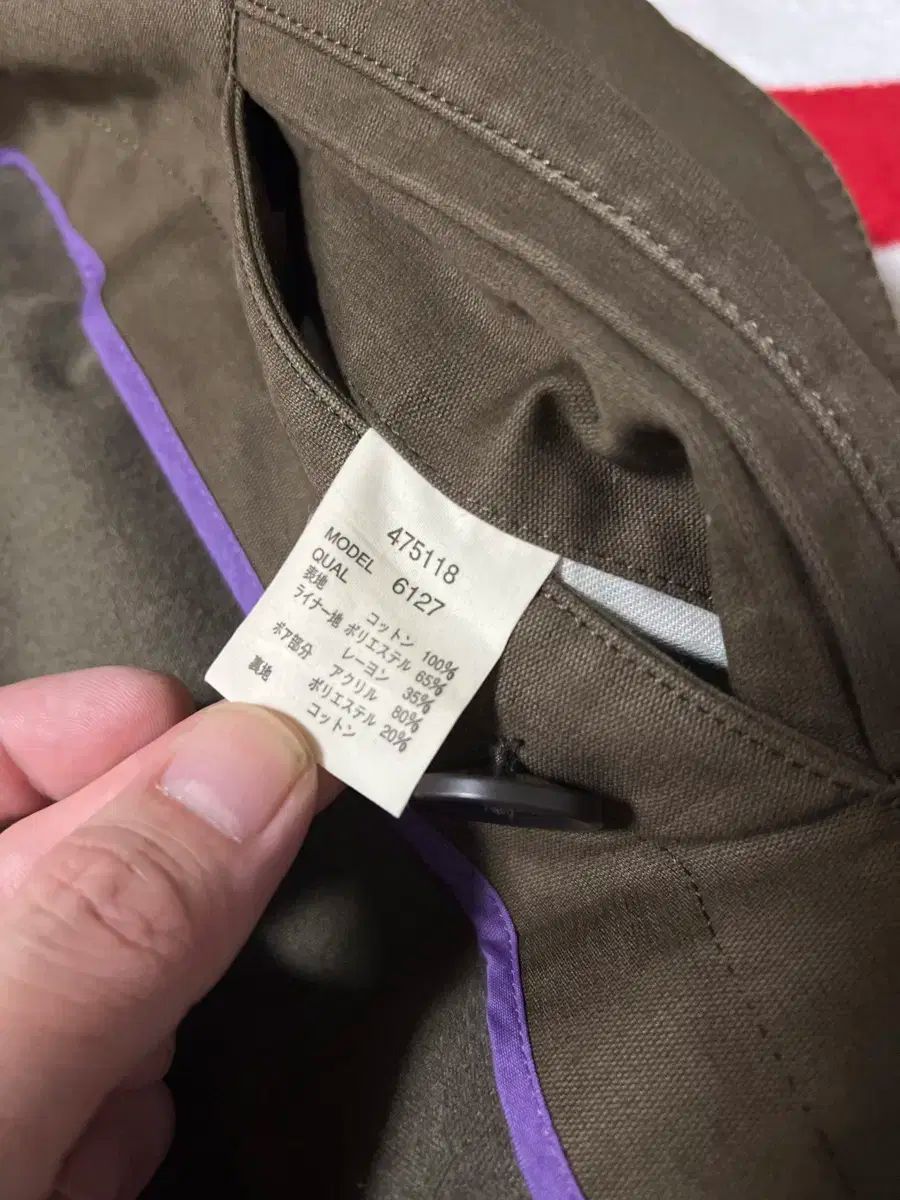 475118
MODEL
QUAL 6127
表地 コットン 100%
ライナー地 ポリエステル 65%
レーヨン 35%
ボア部分 アクリル 80%
ポリエステル 20%
裏地 コットン